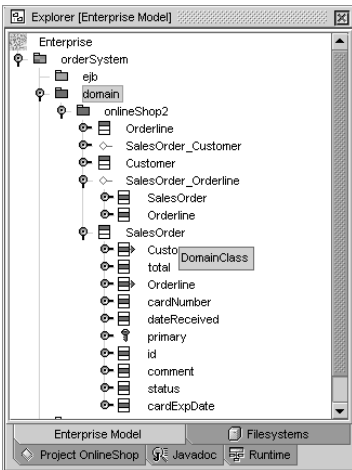 Explorer [Enterprise Model]
Enterprise
orderSystem
ejb
domain
onlineShop2
Orderline
SalesOrder_Customer
Customer
SalesOrder_Orderline
SalesOrder
Orderline
SalesOrder
Custo
DomainClass
total
Orderline
cardNumber
dateReceived
primary
id
comment
status
cardExpDate
Enterprise Model Filesystems
Project OnlineShop Javadoc Runtime